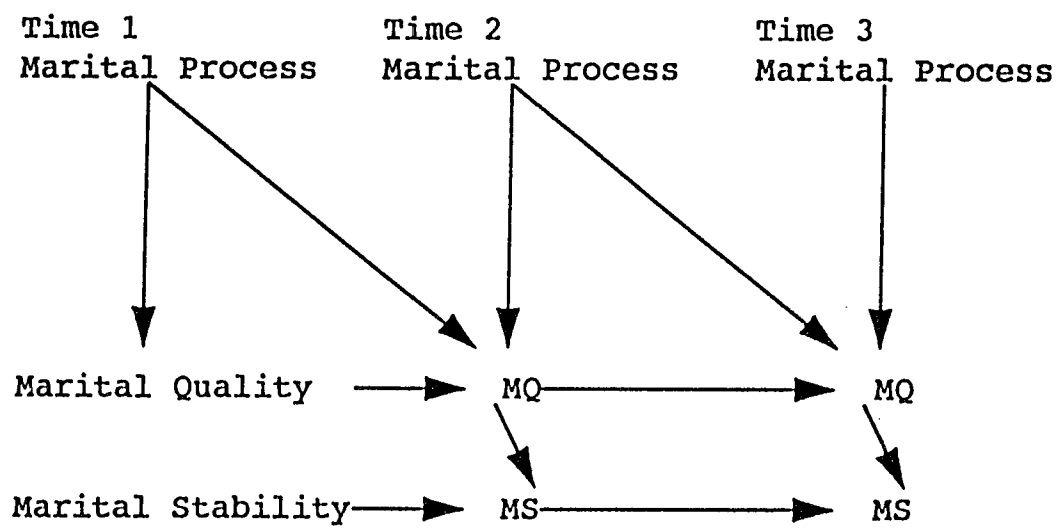 Time 1 Time 2 Time 3
Marital Process Marital Process Marital Process
Marital Quality MQ MQ
Marital Stability MS MS